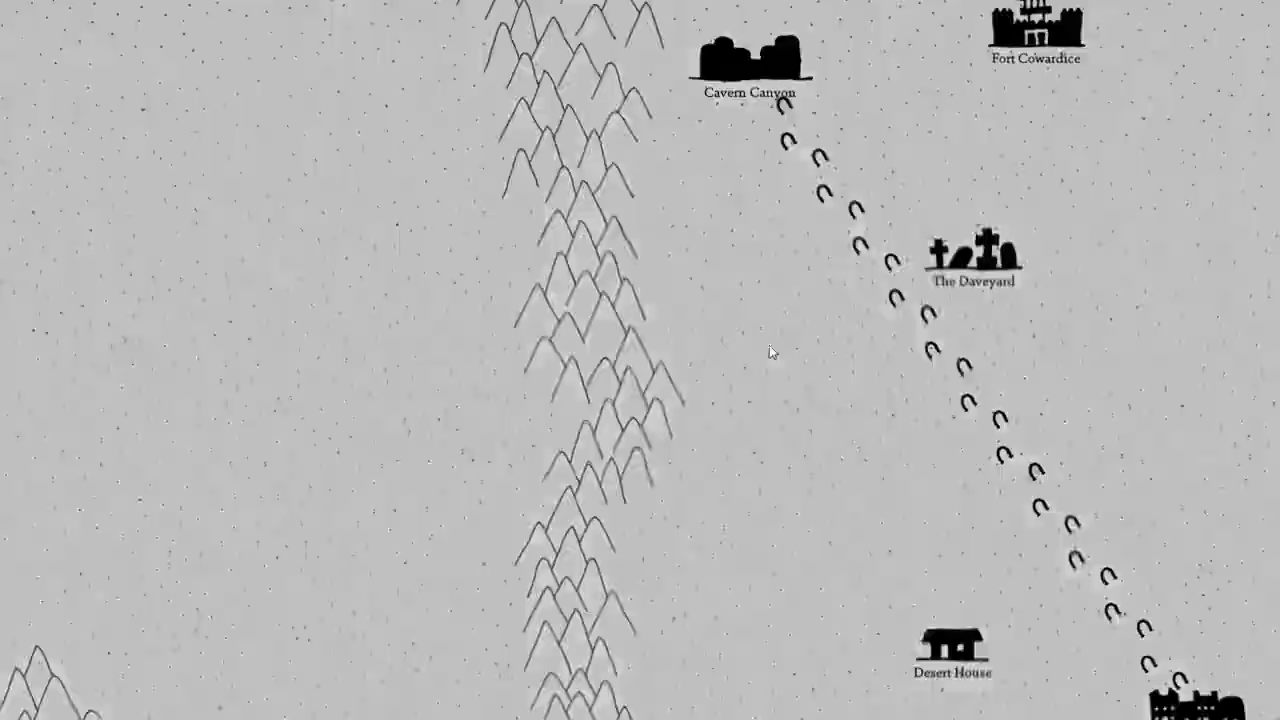 Fort Cowardice
Cavern Canyon
The Daveyard
Desert House